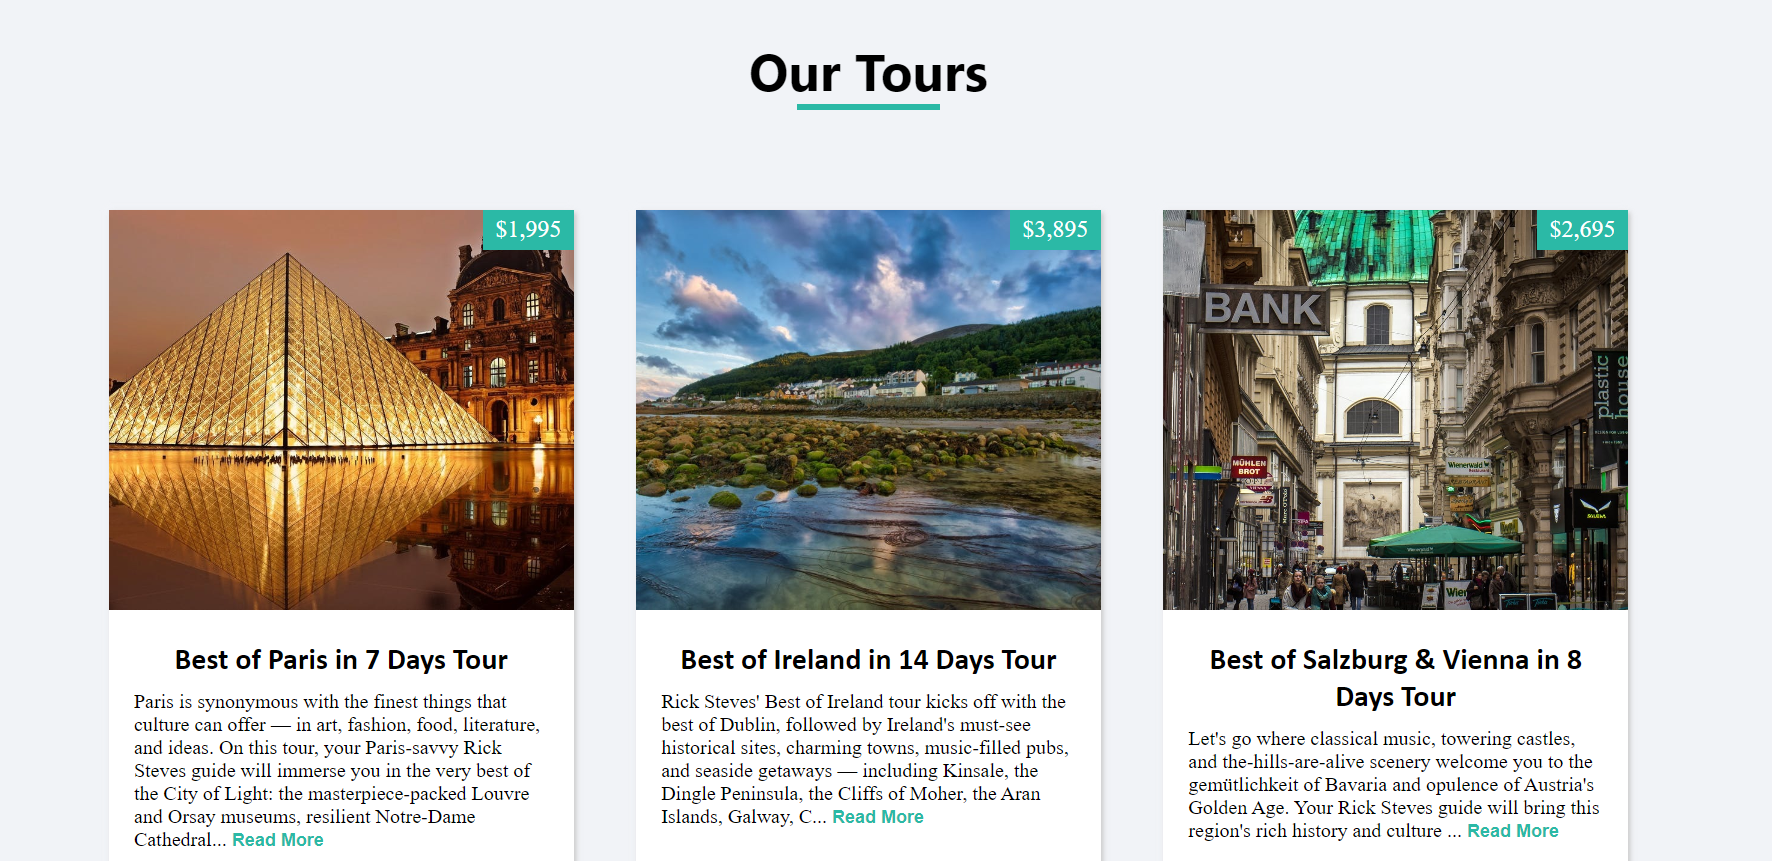 Our Tours
$1,995
$3,895
$2,695
BANK
plastic
house
MÜHLEN
BROT
Wienerwald
Wien
Best of Paris in 7 Days Tour
Paris is synonymous with the finest things that
culture can offer — in art, fashion, food, literature,
and ideas. On this tour, your Paris-savvy Rick
Steves guide will immerse you in the very best of
the City of Light: the masterpiece-packed Louvre
and Orsay museums, resilient Notre-Dame
Cathedral... Read More
Best of Ireland in 14 Days Tour
Rick Steves' Best of Ireland tour kicks off with the
best of Dublin, followed by Ireland's must-see
historical sites, charming towns, music-filled pubs,
and seaside getaways — including Kinsale, the
Dingle Peninsula, the Cliffs of Moher, the Aran
Islands, Galway, C... Read More
Best of Salzburg & Vienna in 8
Days Tour
Let's go where classical music, towering castles,
and the-hills-are-alive scenery welcome you to the
gemütlichkeit of Bavaria and opulence of Austria's
Golden Age. Your Rick Steves guide will bring this
region's rich history and culture ... Read More